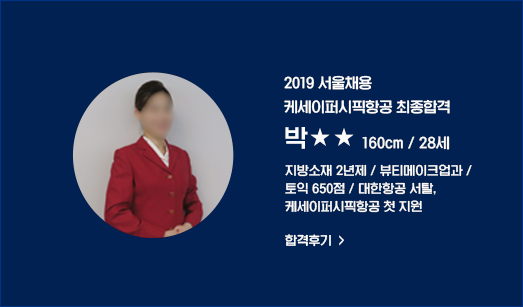 2019 서울채용
케세이퍼시픽항공 최종합격
박★★ 160cm / 28세
지방소재 2년제 / 뷰티메이크업과 /
토익 650점 / 대한항공 서탈,
케세이퍼시픽항공 첫 지원
합격후기 >